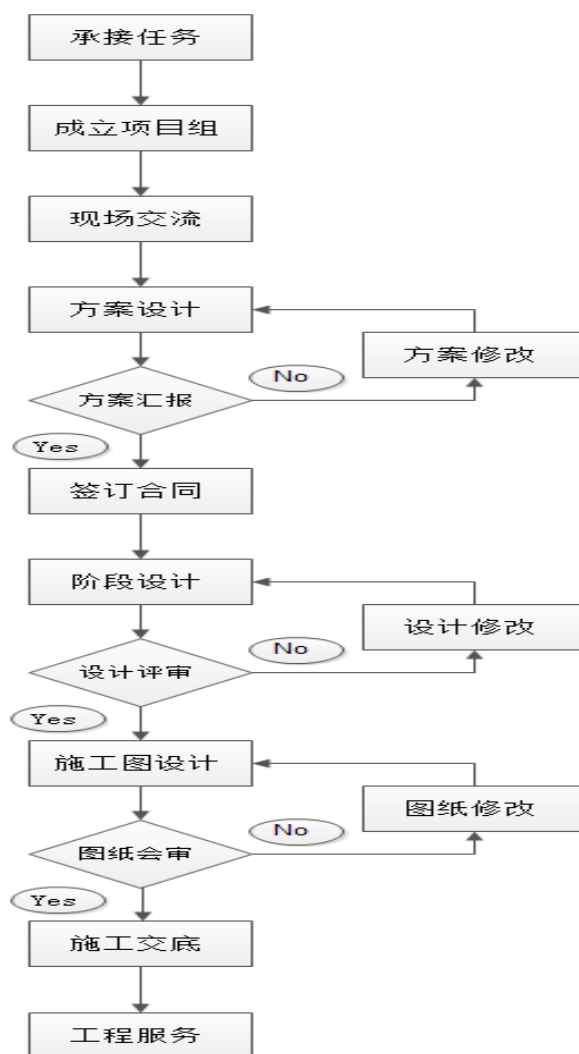 承接任务
成立项目组
现场交流
方案设计
方案修改
No
方案汇报
Yes
签订合同
阶段设计
设计修改
No
设计评审
Yes
施工图设计
图纸修改
No
图纸会审
Yes
施工交底
工程服务